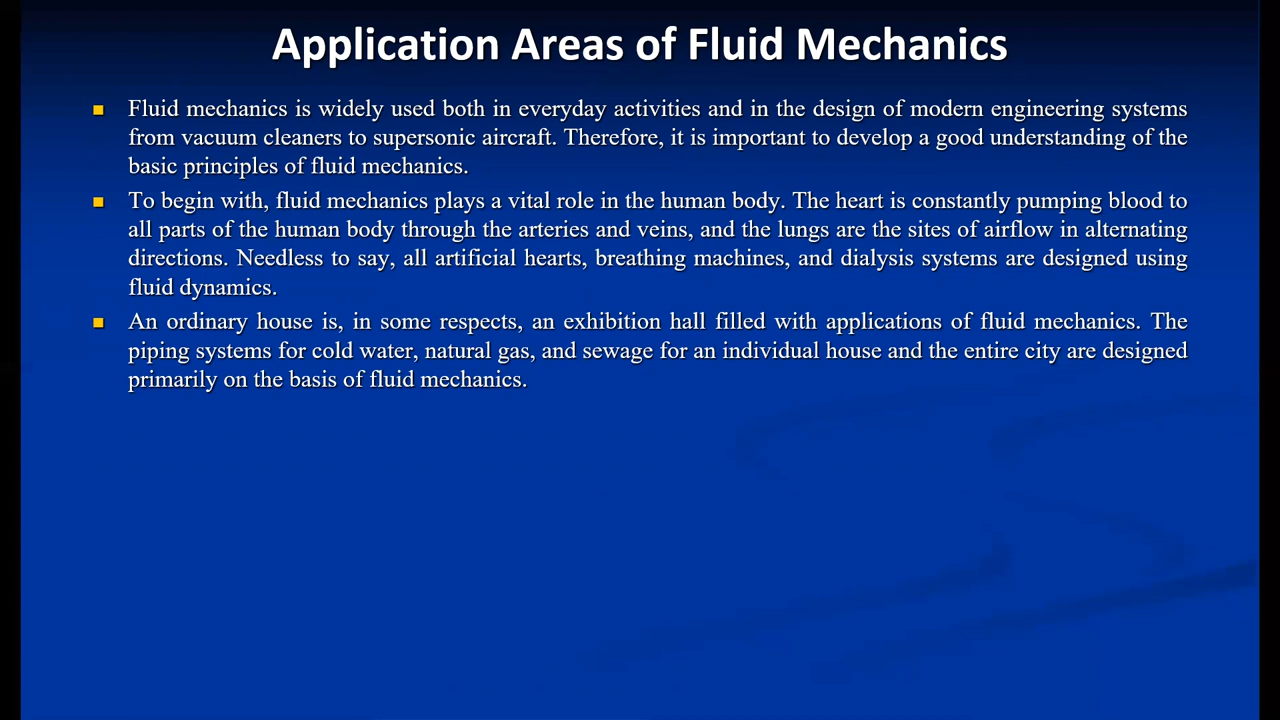 Application Areas of Fluid Mechanics
Fluid mechanics is widely used both in everyday activities and in the design of modern engineering systems
from vacuum cleaners to supersonic aircraft. Therefore, it is important to develop a good understanding of the
basic principles of fluid mechanics.
To begin with, fluid mechanics plays a vital role in the human body. The heart is constantly pumping blood to
all parts of the human body through the arteries and veins, and the lungs are the sites of airflow in alternating
directions. Needless to say, all artificial hearts, breathing machines, and dialysis systems are designed using
fluid dynamics.
An ordinary house is, in some respects, an exhibition hall filled with applications of fluid mechanics. The
piping systems for cold water, natural gas, and sewage for an individual house and the entire city are designed
primarily on the basis of fluid mechanics.